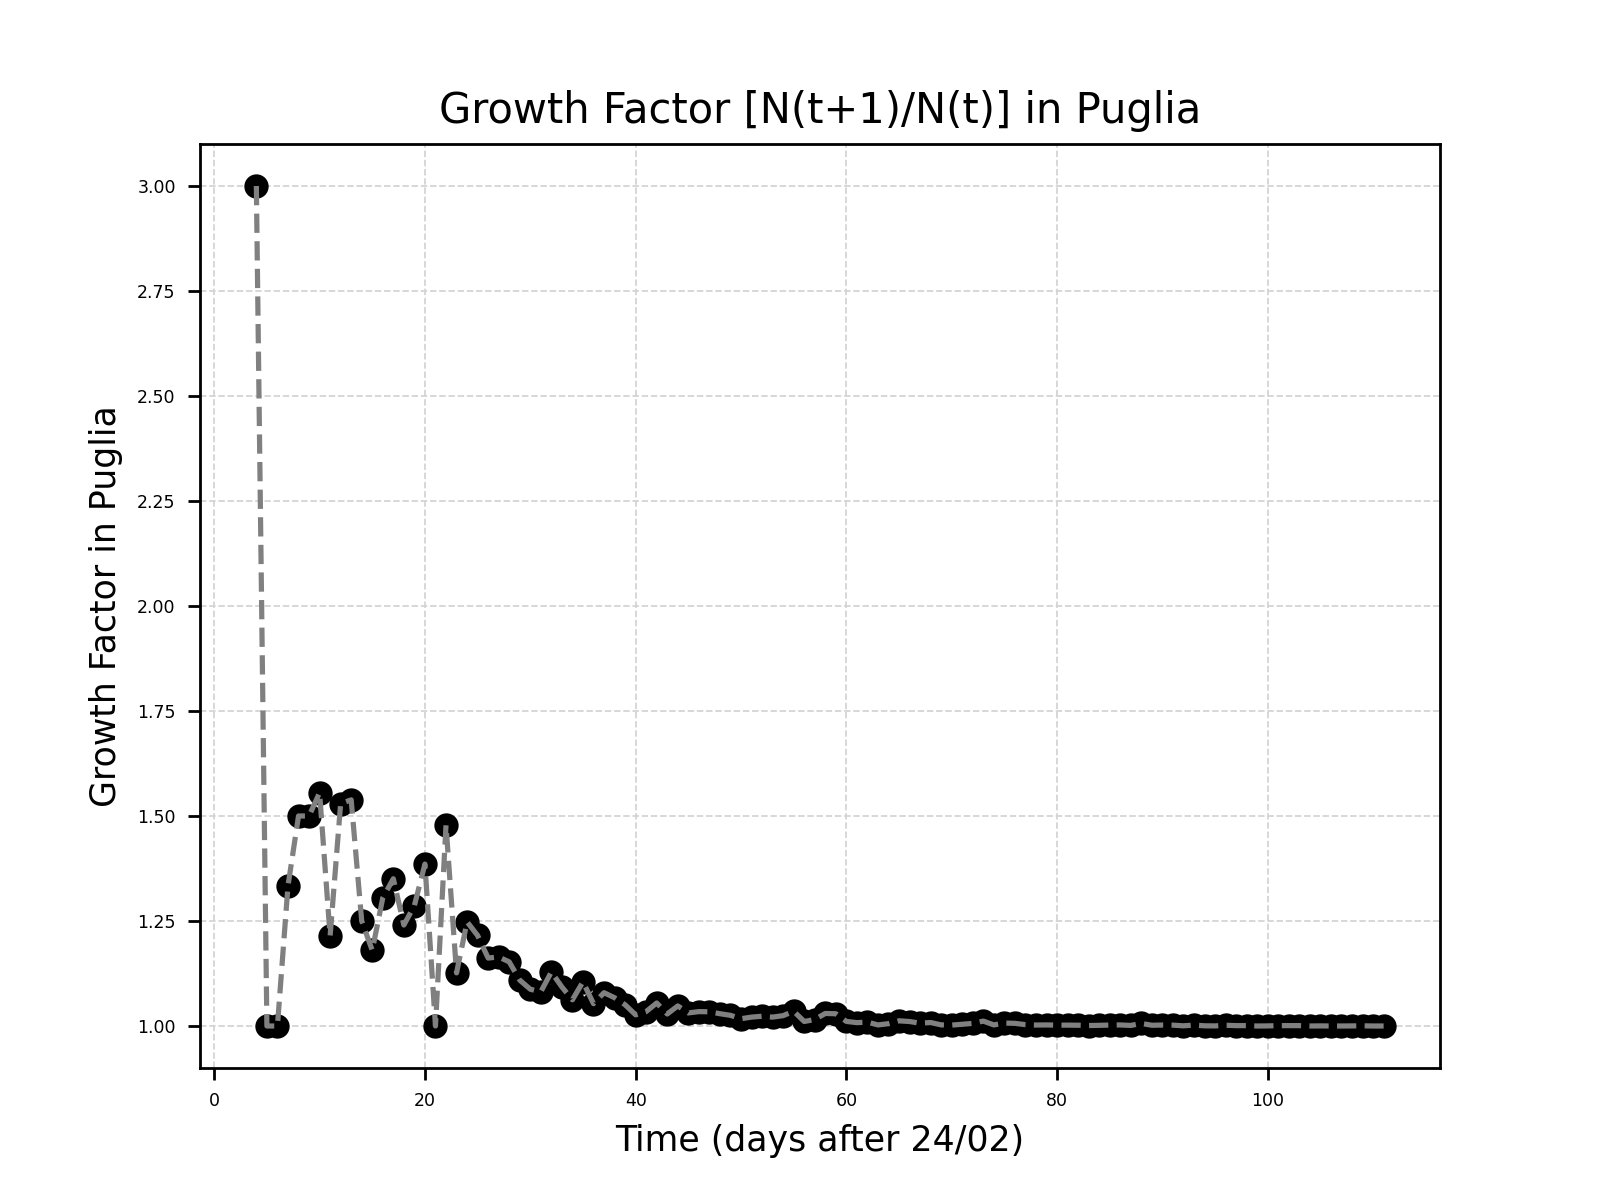 Growth Factor [N(t+1)/N(t)] in Puglia
Growth Factor in Puglia
3.00
2.75
2.50
2.25
2.00
1.75
1.50
1.25
1.00
0 20 40 60 80 100
Time (days after 24/02)